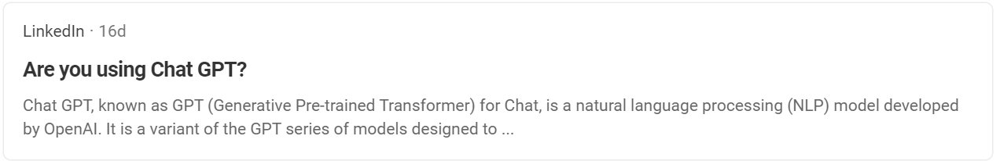 LinkedIn · 16d
Are you using Chat GPT?
Chat GPT, known as GPT (Generative Pre-trained Transformer) for Chat, is a natural language processing (NLP) model developed
by OpenAI. It is a variant of the GPT series of models designed to ...